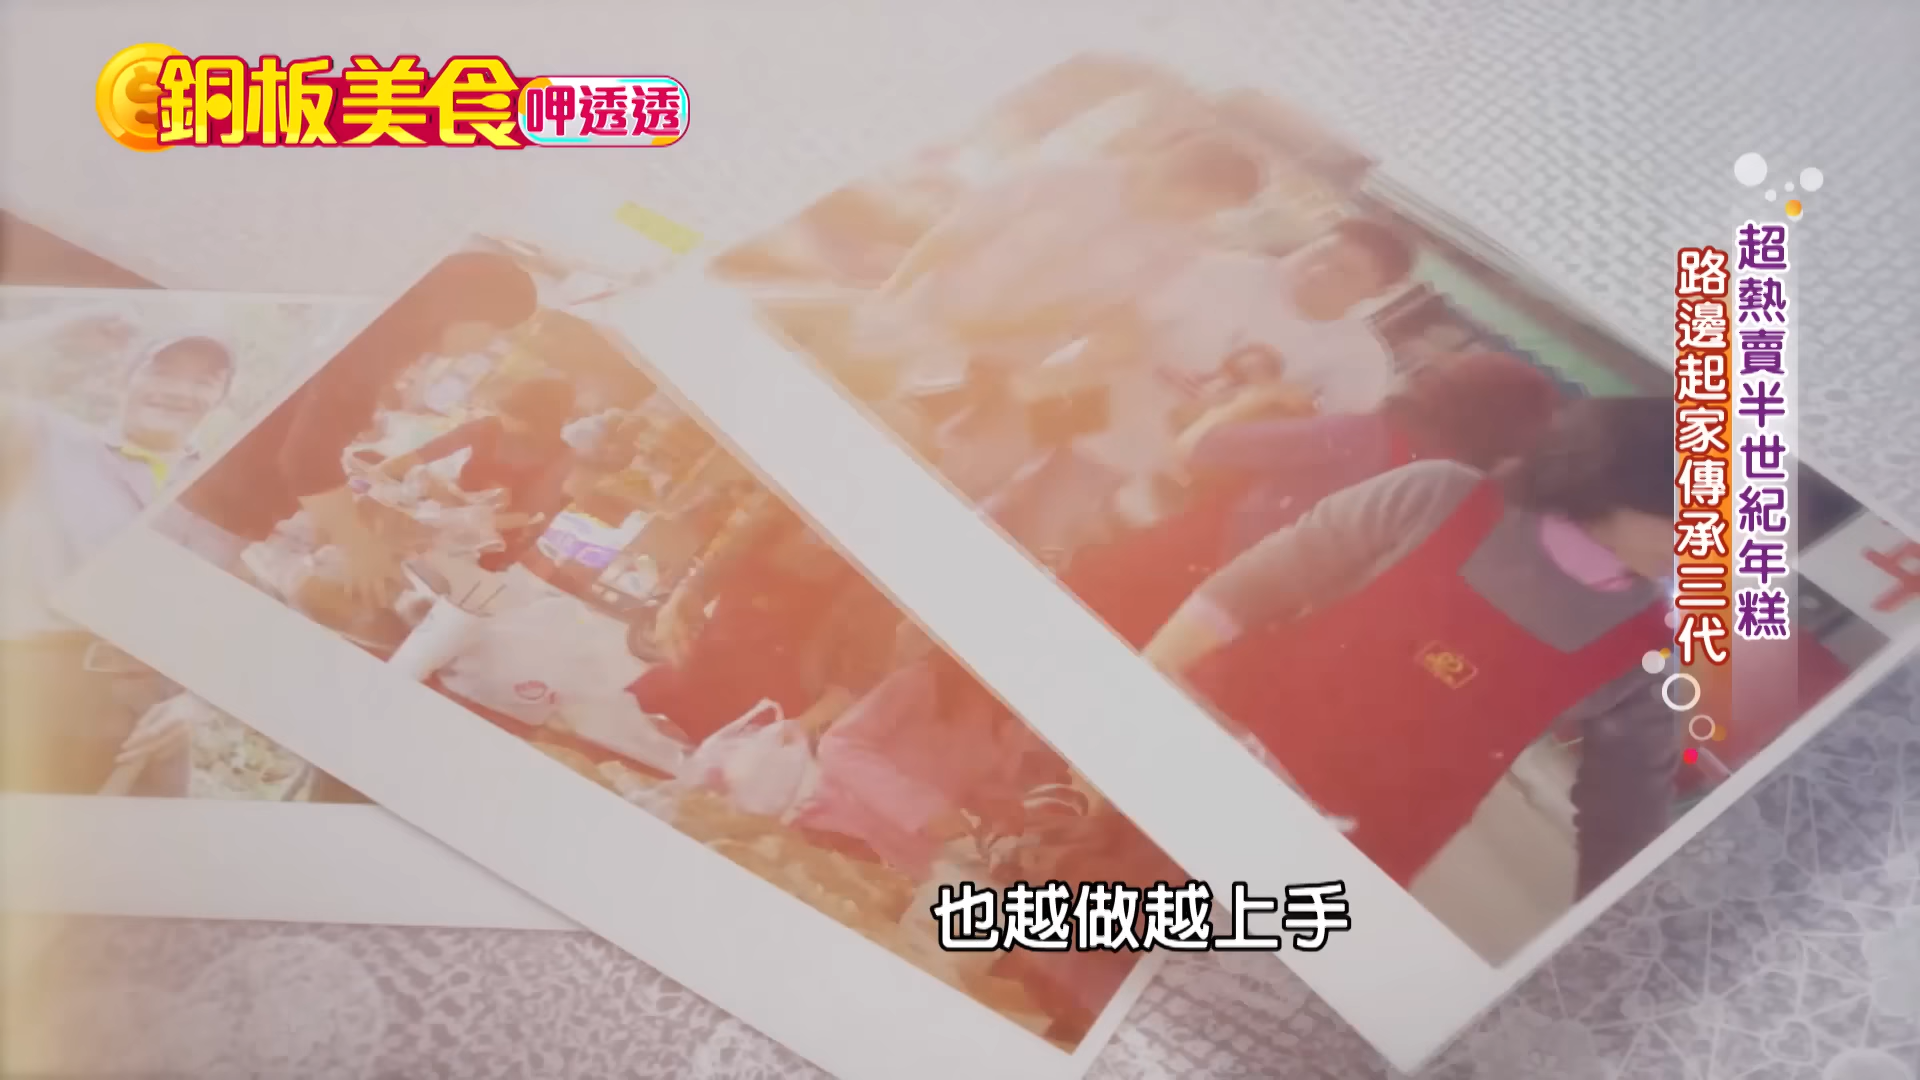 銅板美食呷透透
超熱賣半世紀年糕
路邊起家傳承三代
也越做越上手